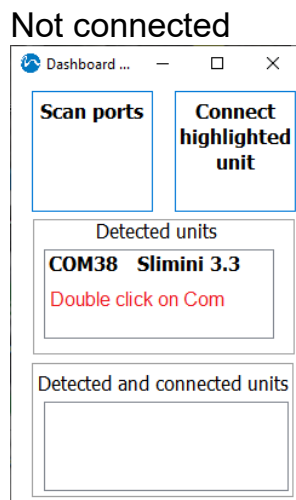 Not connected
Dashboard ...
Scan ports
Connect
highlighted
unit
Detected units
COM38 Slimini 3.3
Double click on Com
Detected and connected units